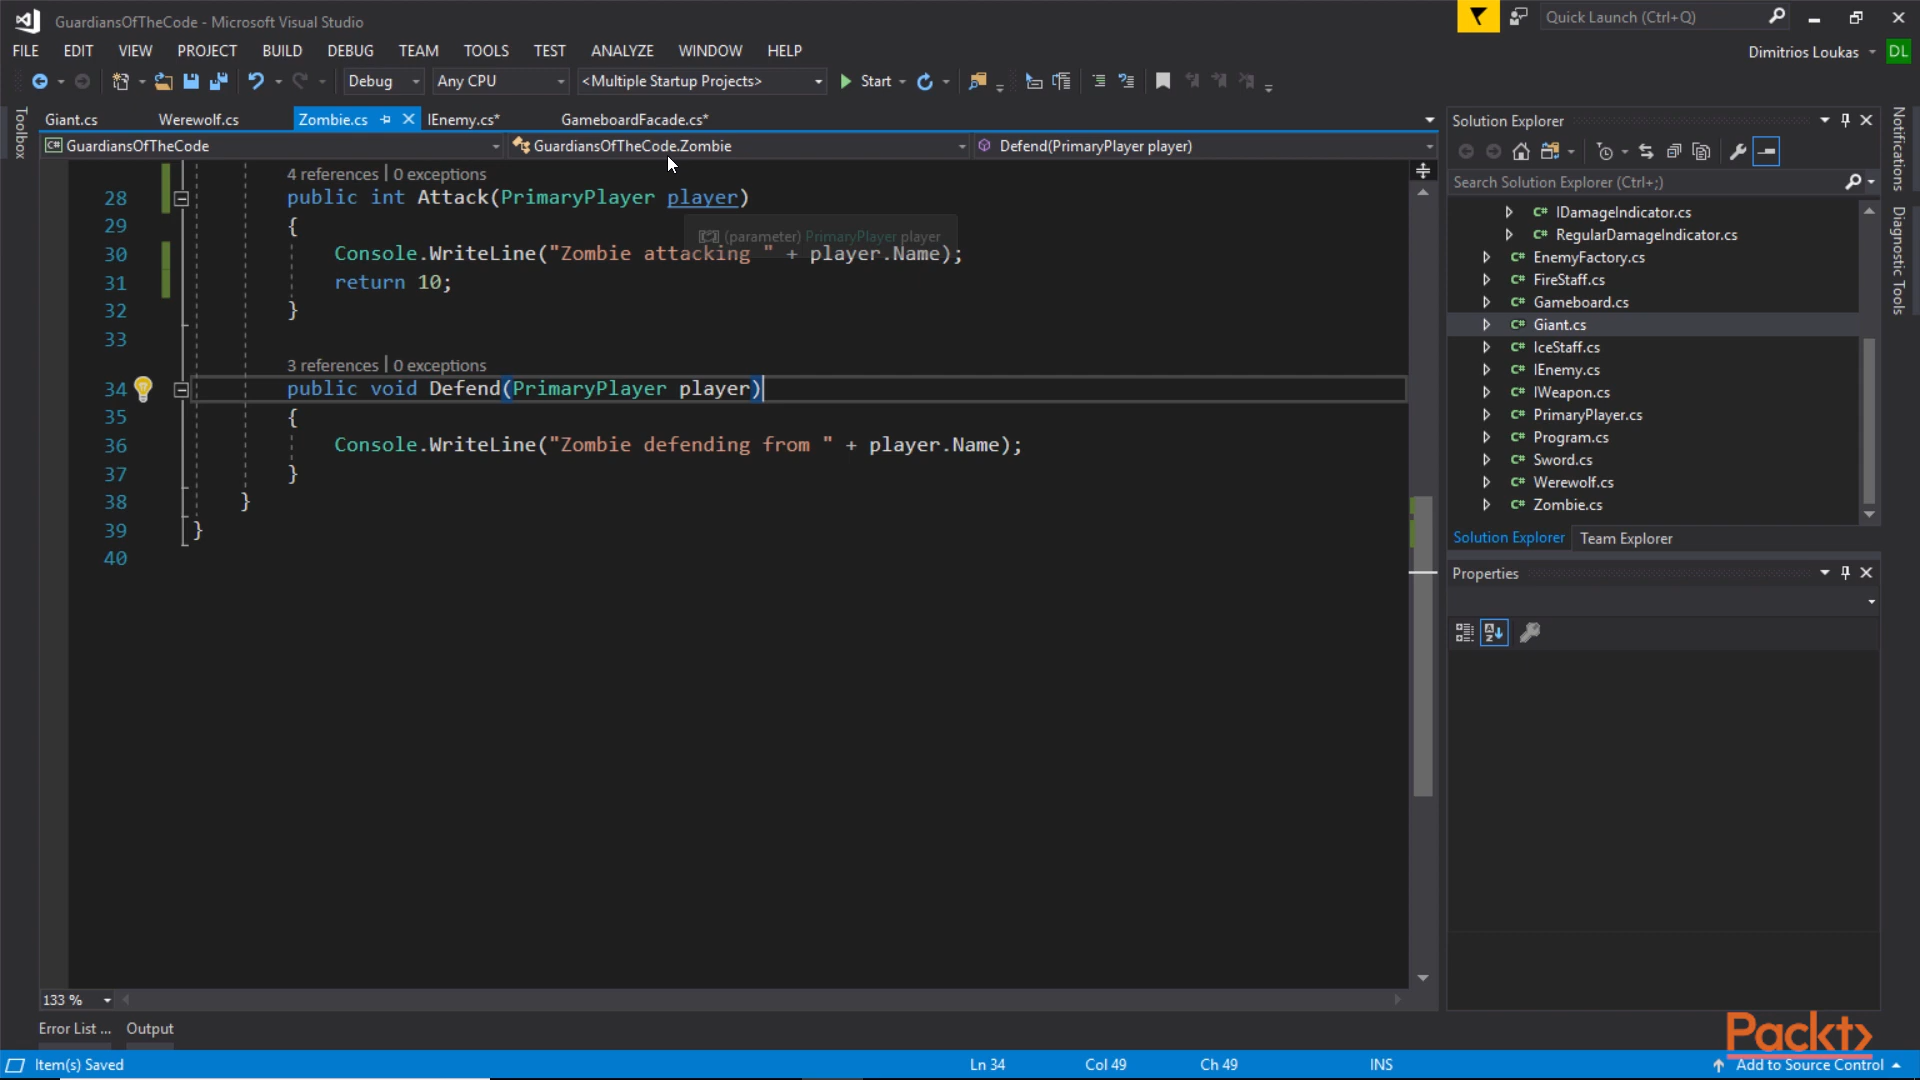 GuardiansOfTheCode - Microsoft Visual Studio
Quick Launch (Ctrl+Q)
FILE EDIT VIEW PROJECT BUILD DEBUG TEAM TOOLS TEST ANALYZE WINDOW HELP
Dimitrios Loukas DL
Debug Any CPU <Multiple Startup Projects> Start
Toolbox
Giant.cs Werewolf.cs Zombie.cs IEnemy.cs* GameboardFacade.cs*
C# GuardiansOfTheCode GuardiansOfTheCode.Zombie Defend(PrimaryPlayer player)
4 references | 0 exceptions
28 public int Attack(PrimaryPlayer player)
29 {
(parameter) PrimaryPlayer player
30 Console.WriteLine("Zombie attacking " + player.Name);
31 return 10;
32 }
33
3 references | 0 exceptions
34 public void Defend(PrimaryPlayer player)
35 {
36 Console.WriteLine("Zombie defending from " + player.Name);
37 }
38 }
39 }
40
133 %
Error List ... Output
Solution Explorer
Search Solution Explorer (Ctrl+;)
C# IDamageIndicator.cs
C# RegularDamageIndicator.cs
C# EnemyFactory.cs
C# FireStaff.cs
C# Gameboard.cs
C# Giant.cs
C# IceStaff.cs
C# IEnemy.cs
C# IWeapon.cs
C# PrimaryPlayer.cs
C# Program.cs
C# Sword.cs
C# Werewolf.cs
C# Zombie.cs
Solution Explorer Team Explorer
Properties
Notifications
Diagnostic Tools
Packt>
Item(s) Saved Ln 34 Col 49 Ch 49 INS Add to Source Control